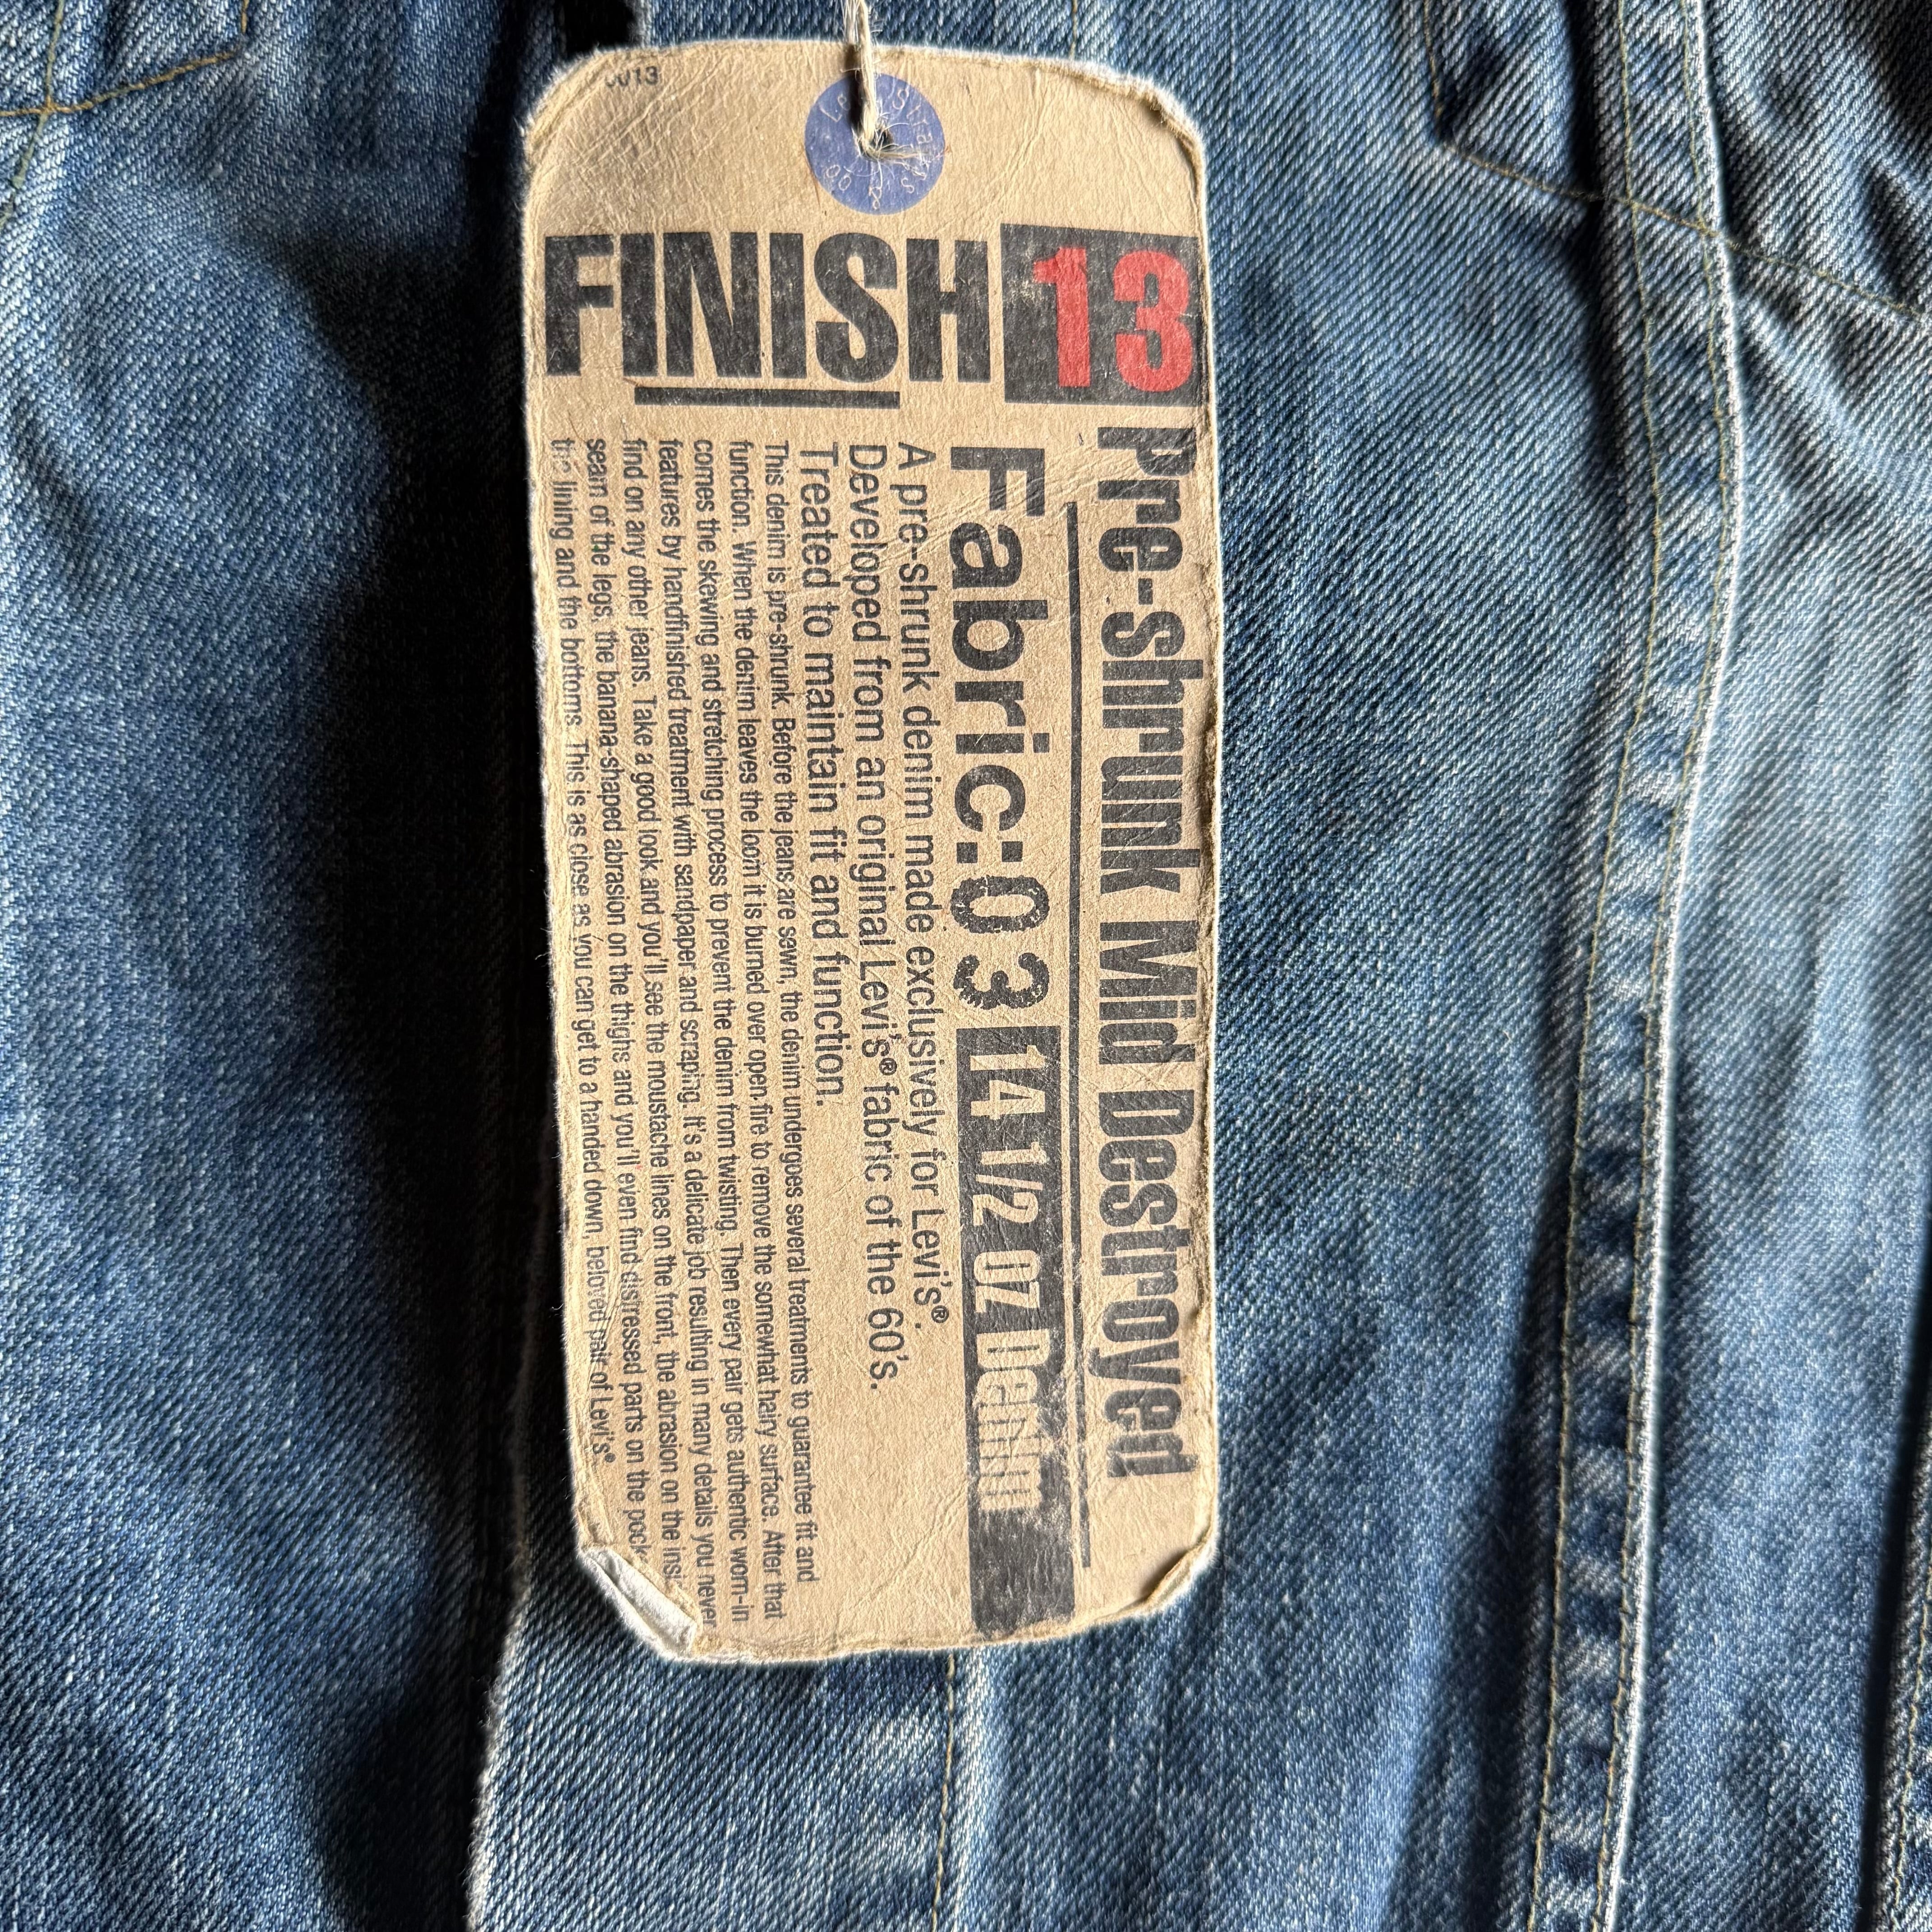 0013
Levi Strauss & Co
FINISH 13
Pre-shrunk Mid Destroyed
Fabric:03 14 1/2 oz Denim
A pre-shrunk denim made exclusively for Levi's®.
Developed from an original Levi's® fabric of the 60's.
Treated to maintain fit and function.
This denim is pre-shrunk. Before the jeans are sewn, the denim undergoes several treatments to guarantee fit and
function. When the denim leaves the loom it is burned over open fire to remove the somewhat hairy surface. After that
comes the skewing and stretching process to prevent the denim from twisting. Then every pair gets authentic worn-in
features by handfinished treatment with sandpaper and scraping. It's a delicate job resulting in many details you never
find on any other jeans. Take a good look and you'll see the moustache lines on the front, the abrasion on the insi
seam of the legs, the banana-shaped abrasion on the thighs and you'll even find distressed parts on the pock
the lining and the bottoms. This is as close as you can get to a handed down, beloved pair of Levi's®